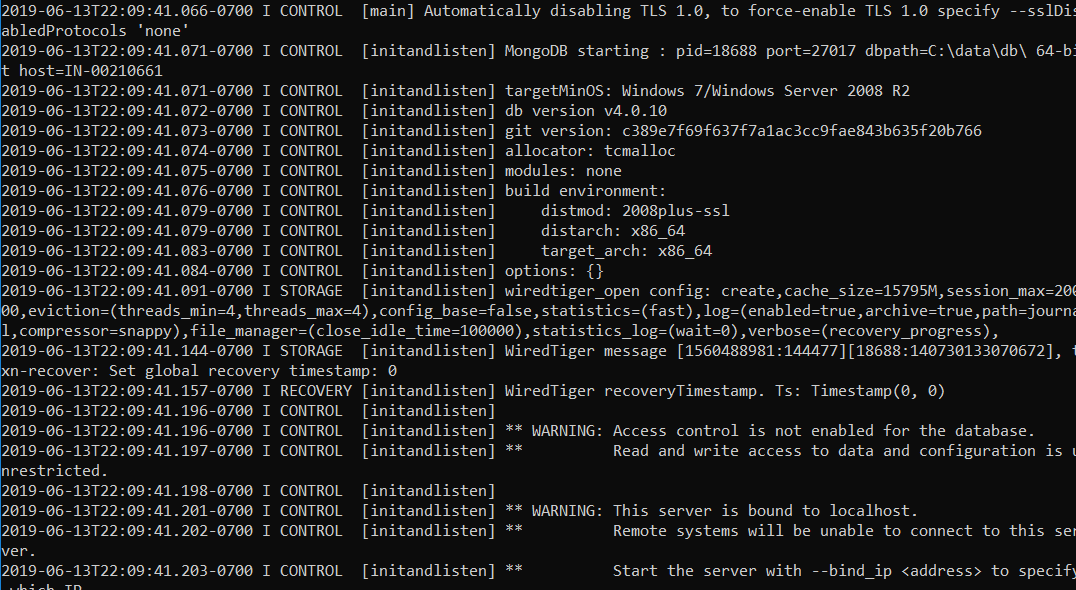 2019-06-13T22:09:41.066-0700 I CONTROL  [main] Automatically disabling TLS 1.0, to force-enable TLS 1.0 specify --sslDis
abledProtocols 'none'
2019-06-13T22:09:41.071-0700 I CONTROL  [initandlisten] MongoDB starting : pid=18688 port=27017 dbpath=C:\data\db\ 64-bi
t host=IN-00210661
2019-06-13T22:09:41.071-0700 I CONTROL  [initandlisten] targetMinOS: Windows 7/Windows Server 2008 R2
2019-06-13T22:09:41.072-0700 I CONTROL  [initandlisten] db version v4.0.10
2019-06-13T22:09:41.073-0700 I CONTROL  [initandlisten] git version: c389e7f69f637f7a1ac3cc9fae843b635f20b766
2019-06-13T22:09:41.074-0700 I CONTROL  [initandlisten] allocator: tcmalloc
2019-06-13T22:09:41.075-0700 I CONTROL  [initandlisten] modules: none
2019-06-13T22:09:41.076-0700 I CONTROL  [initandlisten] build environment:
2019-06-13T22:09:41.079-0700 I CONTROL  [initandlisten]     distmod: 2008plus-ssl
2019-06-13T22:09:41.079-0700 I CONTROL  [initandlisten]     distarch: x86_64
2019-06-13T22:09:41.083-0700 I CONTROL  [initandlisten]     target_arch: x86_64
2019-06-13T22:09:41.084-0700 I CONTROL  [initandlisten] options: {}
2019-06-13T22:09:41.091-0700 I STORAGE  [initandlisten] wiredtiger_open config: create,cache_size=15795M,session_max=200
00,eviction=(threads_min=4,threads_max=4),config_base=false,statistics=(fast),log=(enabled=true,archive=true,path=journa
l,compressor=snappy),file_manager=(close_idle_time=100000),statistics_log=(wait=0),verbose=(recovery_progress),
2019-06-13T22:09:41.144-0700 I STORAGE  [initandlisten] WiredTiger message [1560488981:144477][18688:140730133070672], t
xn-recover: Set global recovery timestamp: 0
2019-06-13T22:09:41.157-0700 I RECOVERY [initandlisten] WiredTiger recoveryTimestamp. Ts: Timestamp(0, 0)
2019-06-13T22:09:41.196-0700 I CONTROL  [initandlisten]
2019-06-13T22:09:41.196-0700 I CONTROL  [initandlisten] ** WARNING: Access control is not enabled for the database.
2019-06-13T22:09:41.197-0700 I CONTROL  [initandlisten] **          Read and write access to data and configuration is u
nrestricted.
2019-06-13T22:09:41.198-0700 I CONTROL  [initandlisten]
2019-06-13T22:09:41.201-0700 I CONTROL  [initandlisten] ** WARNING: This server is bound to localhost.
2019-06-13T22:09:41.202-0700 I CONTROL  [initandlisten] **          Remote systems will be unable to connect to this ser
ver.
2019-06-13T22:09:41.203-0700 I CONTROL  [initandlisten] **          Start the server with --bind_ip <address> to specify
which IP